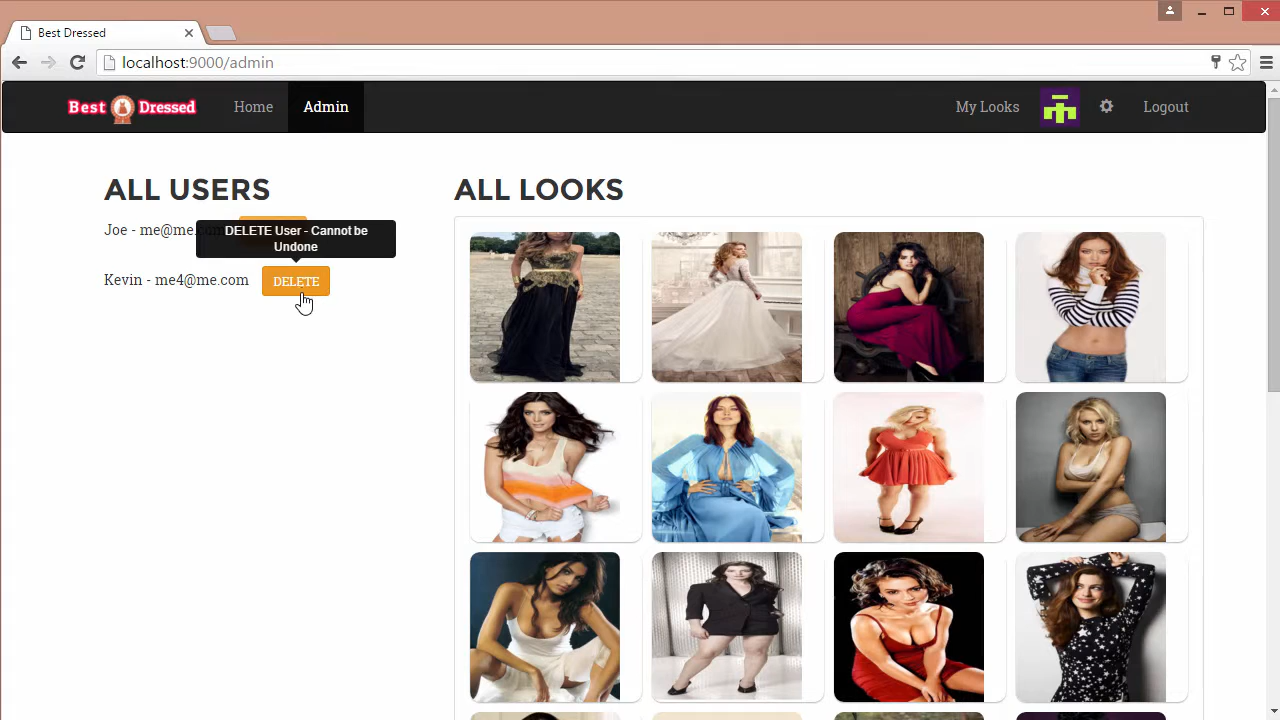 Best Dressed
localhost:9000/admin
Best Dressed
Home
Admin
My Looks
Logout
ALL USERS
ALL LOOKS
Joe - me@me.
DELETE User - Cannot be
Undone
Kevin - me4@me.com
DELETE